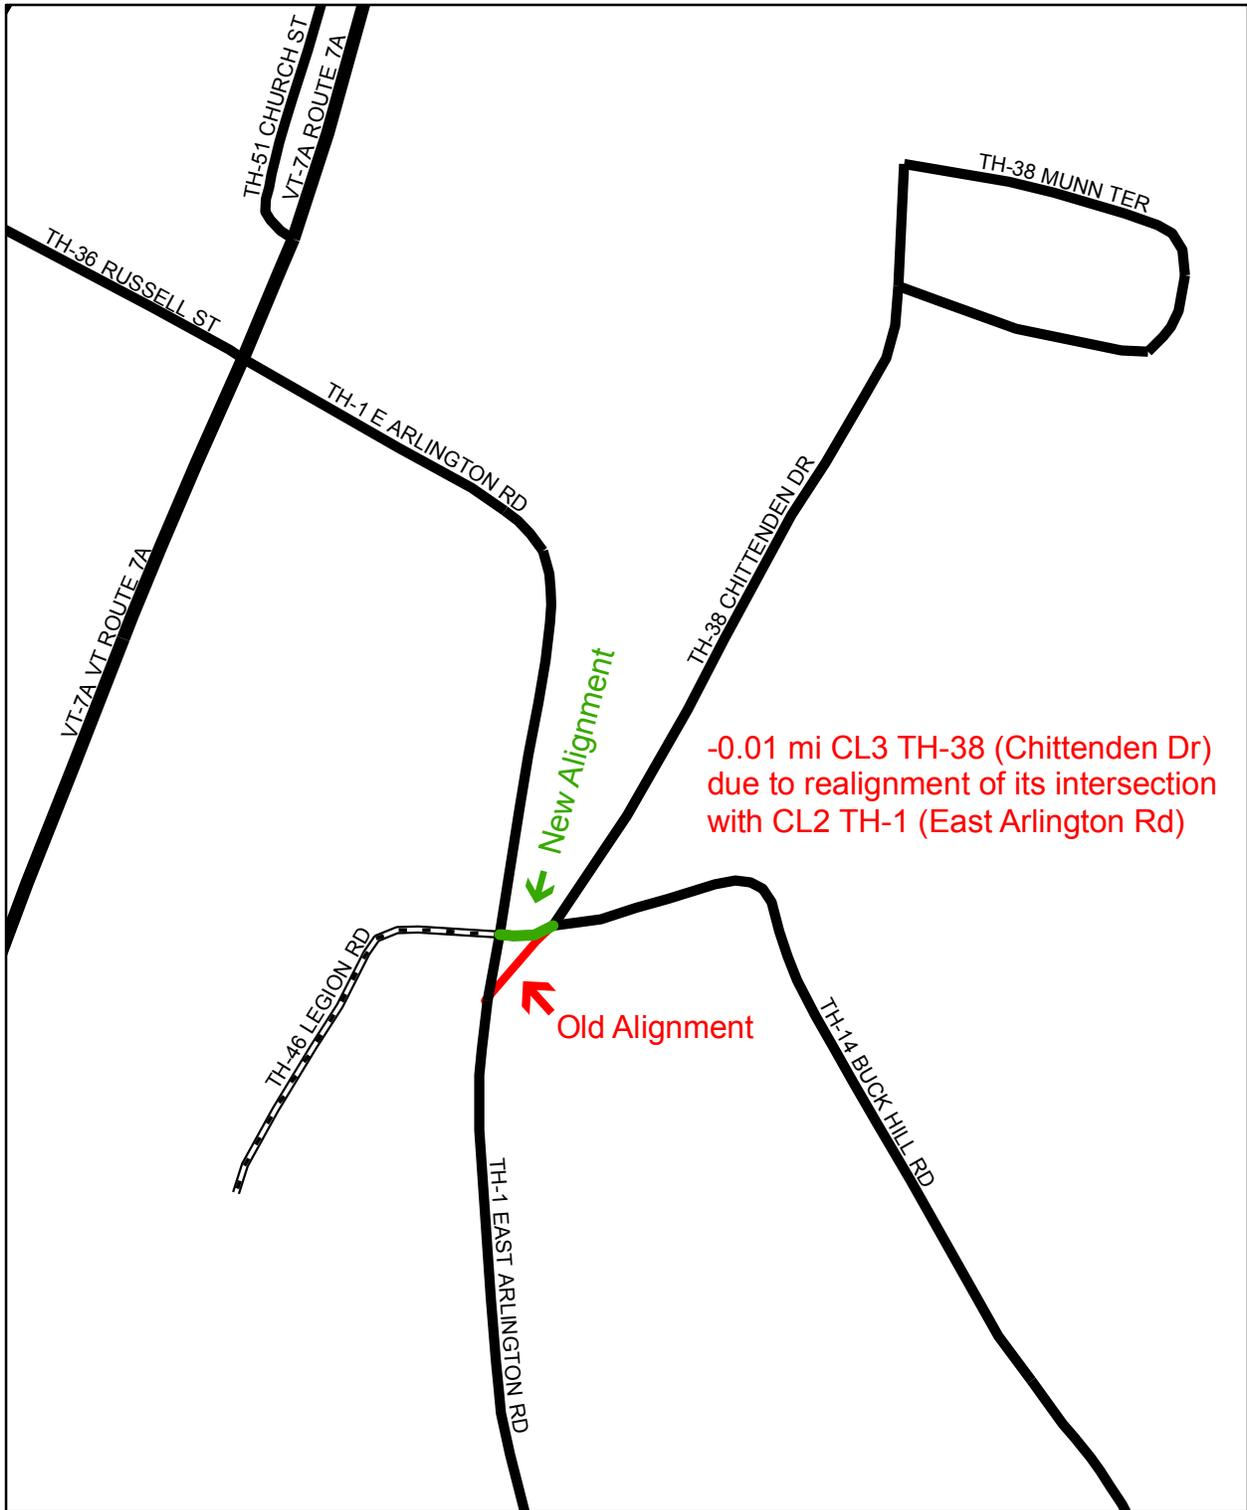 TH-51 CHURCH ST
VT-7A ROUTE 7A
TH-38 MUNN TER
TH-36 RUSSELL ST
TH-1 E ARLINGTON RD
TH-38 CHITTENDEN DR
VT-7A VT ROUTE 7A
New Alignment
-0.01 mi CL3 TH-38 (Chittenden Dr)
due to realignment of its intersection
with CL2 TH-1 (East Arlington Rd)
TH-46 LEGION RD
Old Alignment
TH-14 BUCK HILL RD
TH-1 EAST ARLINGTON RD